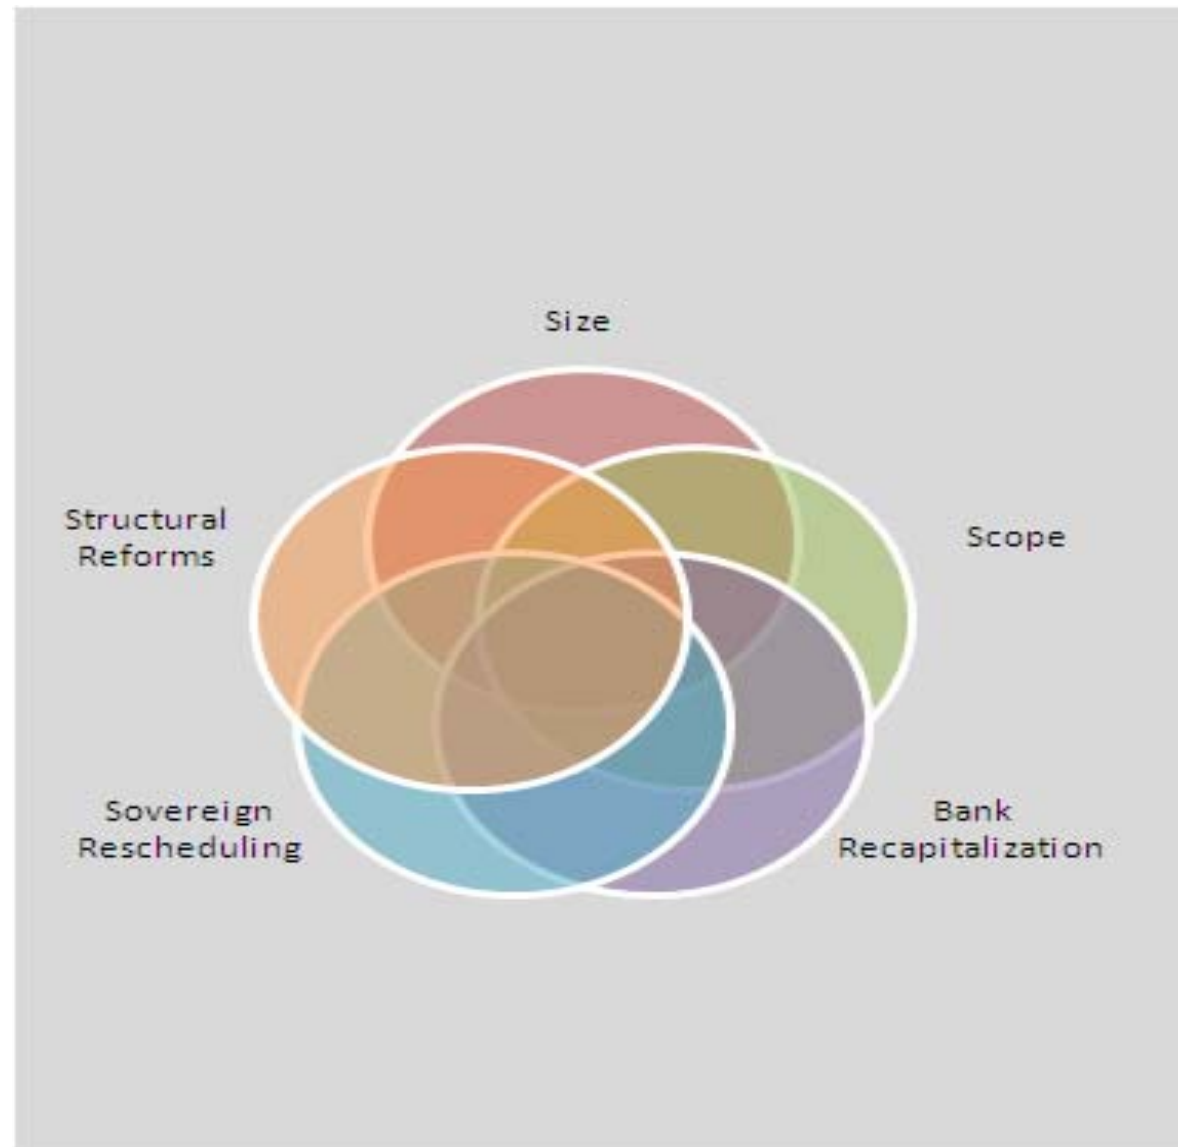 Size
Structural
Reforms
Scope
Sovereign
Rescheduling
Bank
Recapitalization